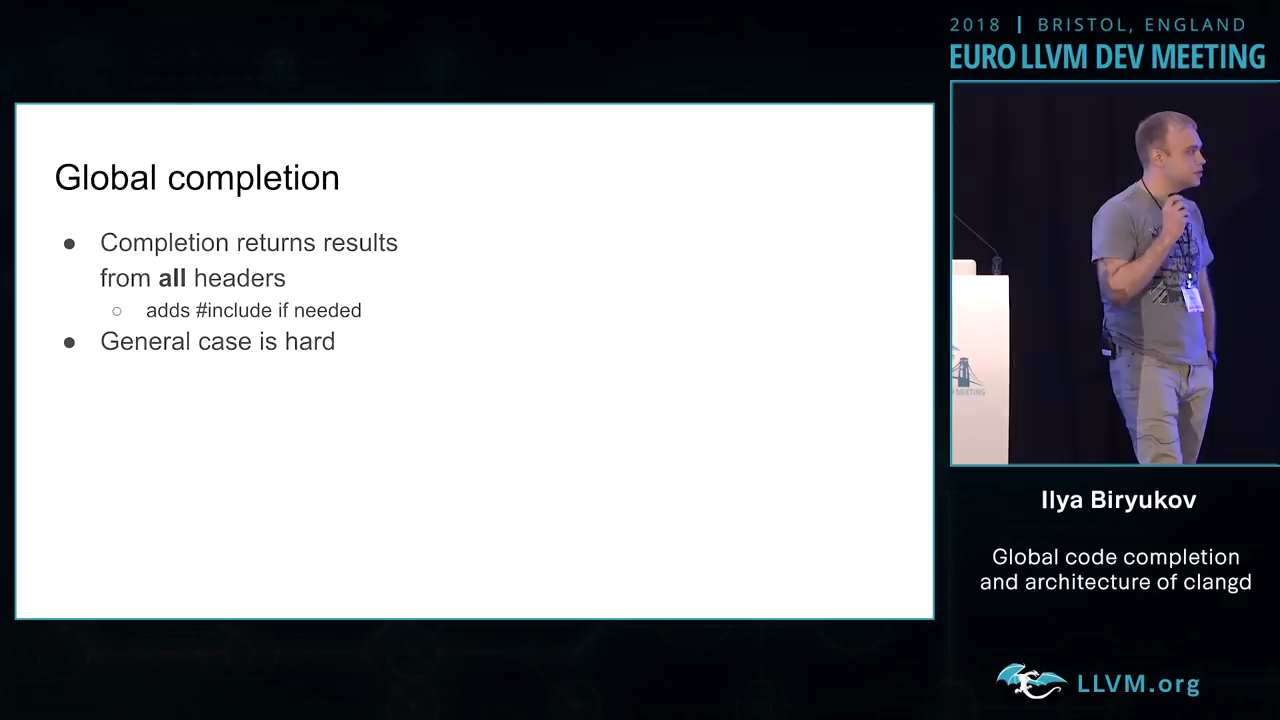 2018 | BRISTOL, ENGLAND
EURO LLVM DEV MEETING
Global completion
● Completion returns results
from all headers
○ adds #include if needed
● General case is hard
MEETING
Ilya Biryukov
Global code completion
and architecture of clangd
LLVM.org